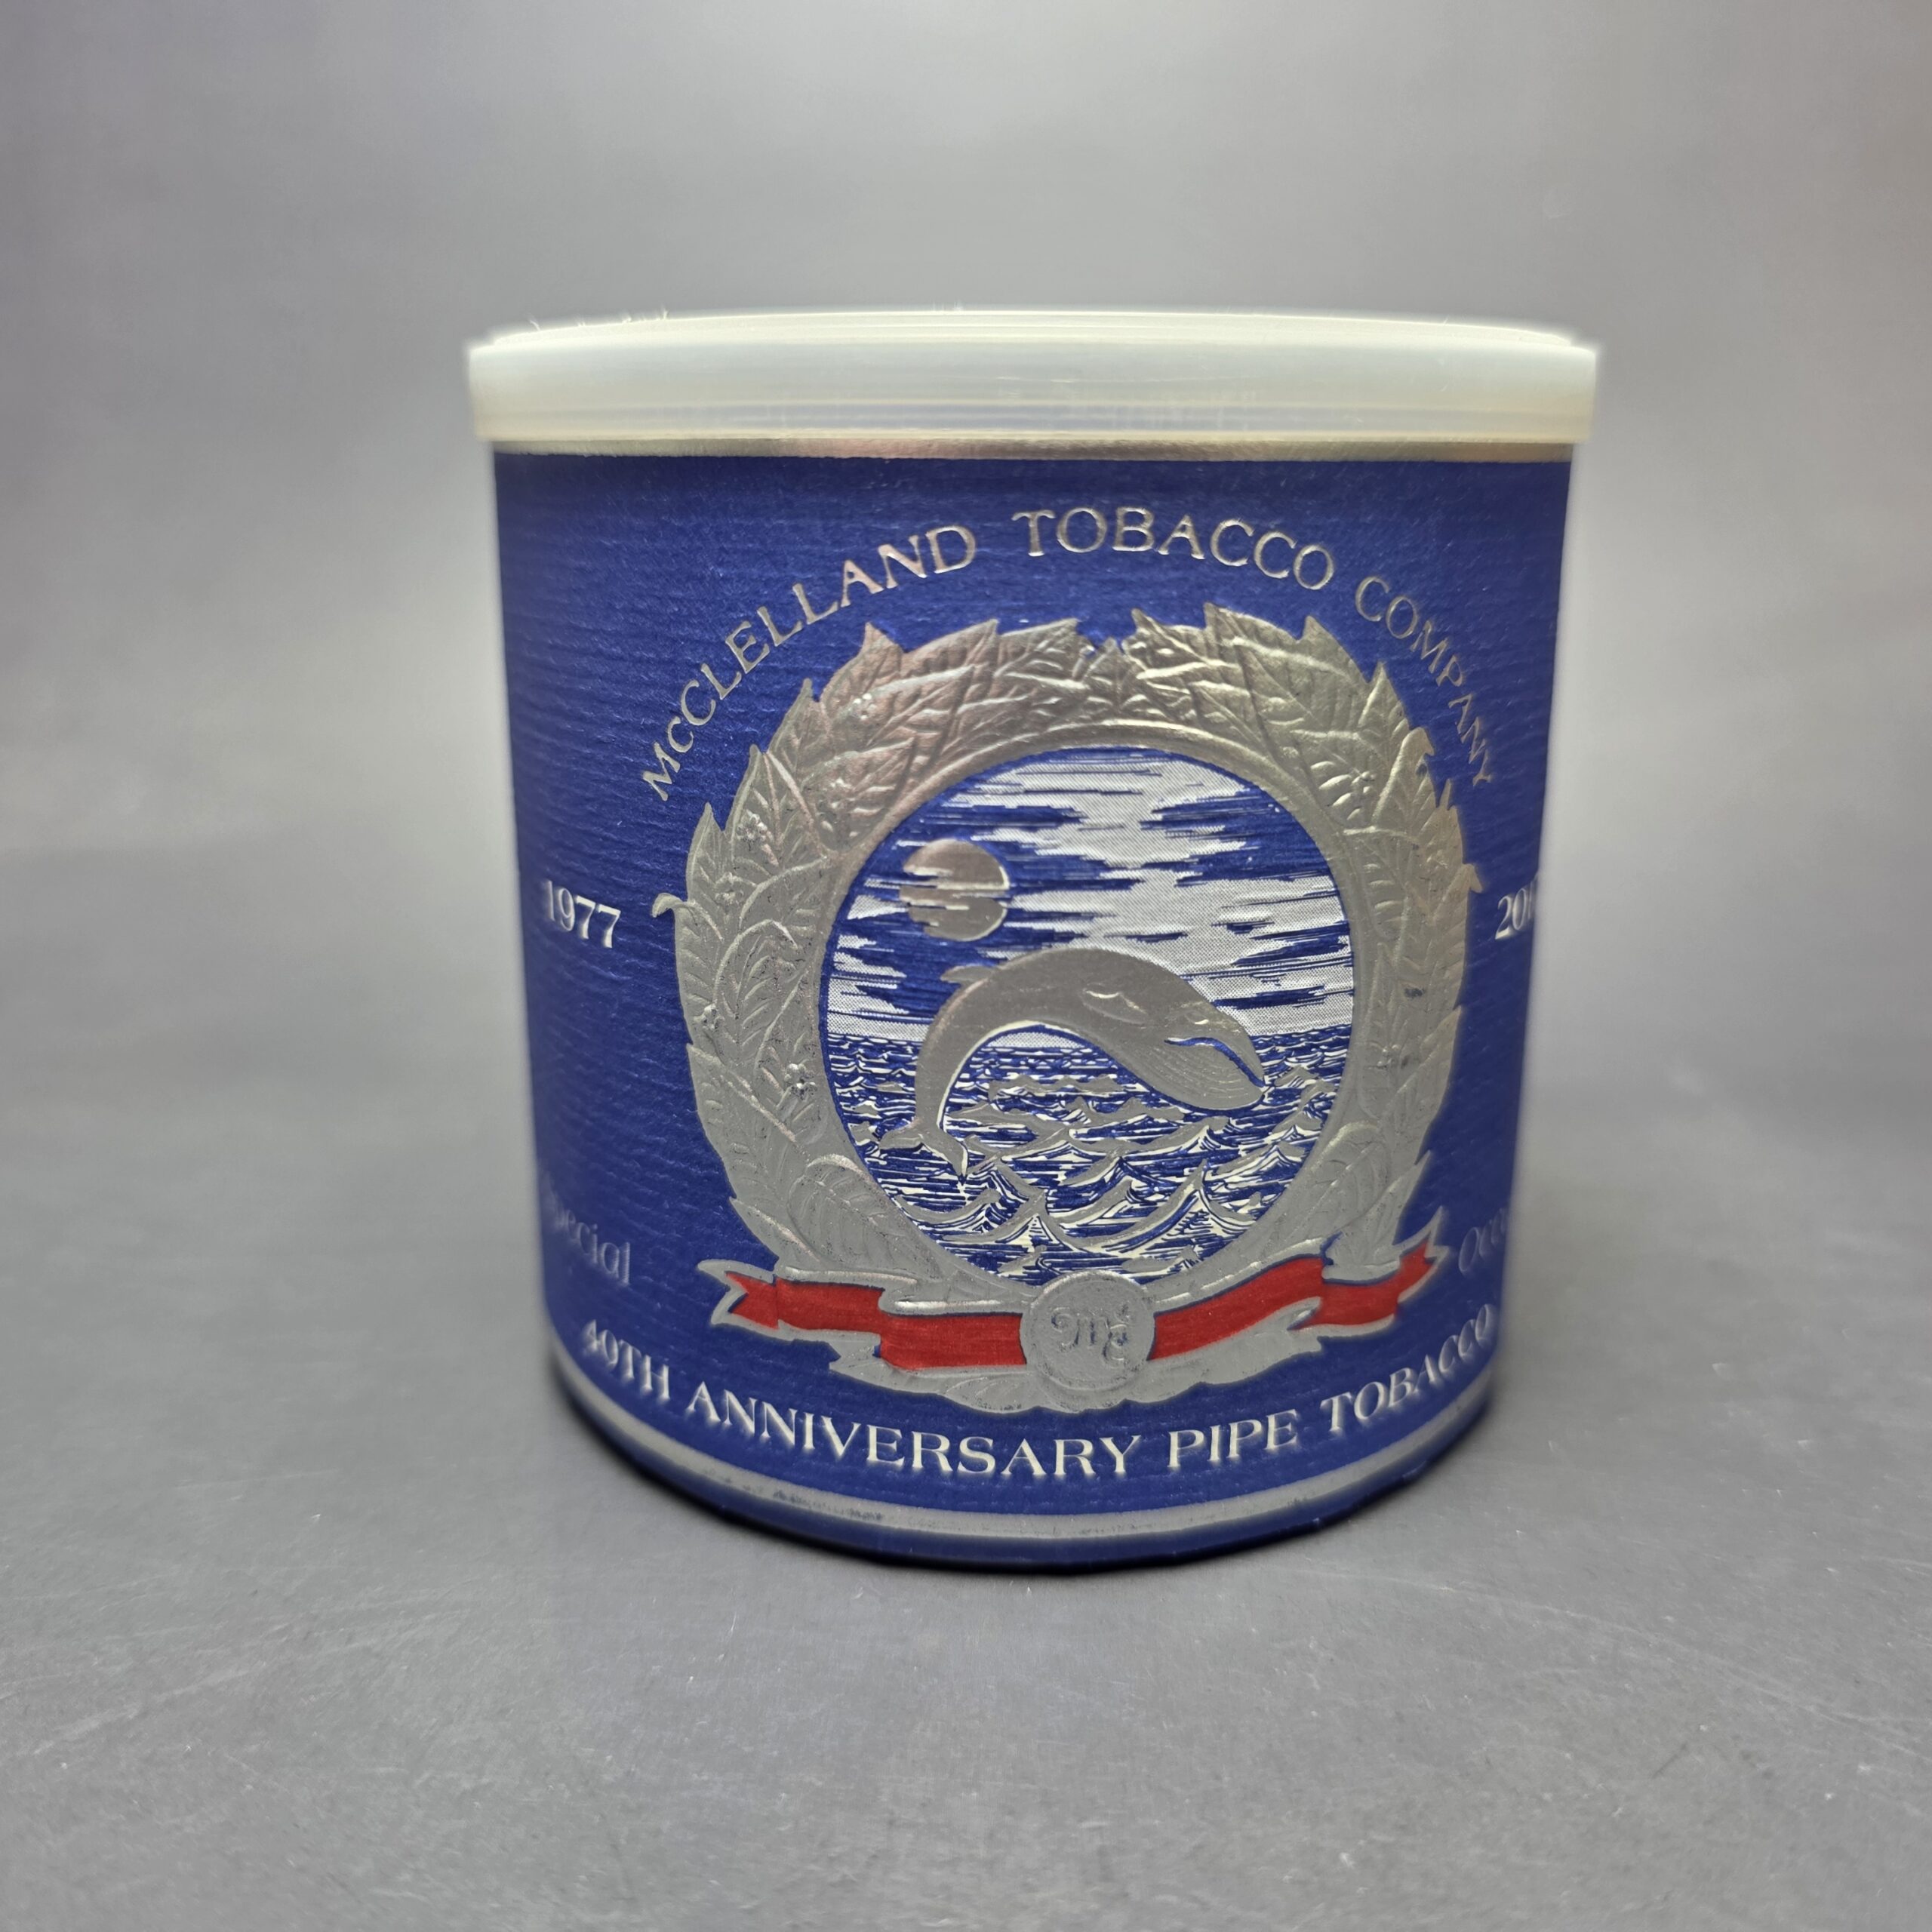 McCLELLAND TOBACCO COMPANY
1977
Special
40TH ANNIVERSARY PIPE TOBACCO